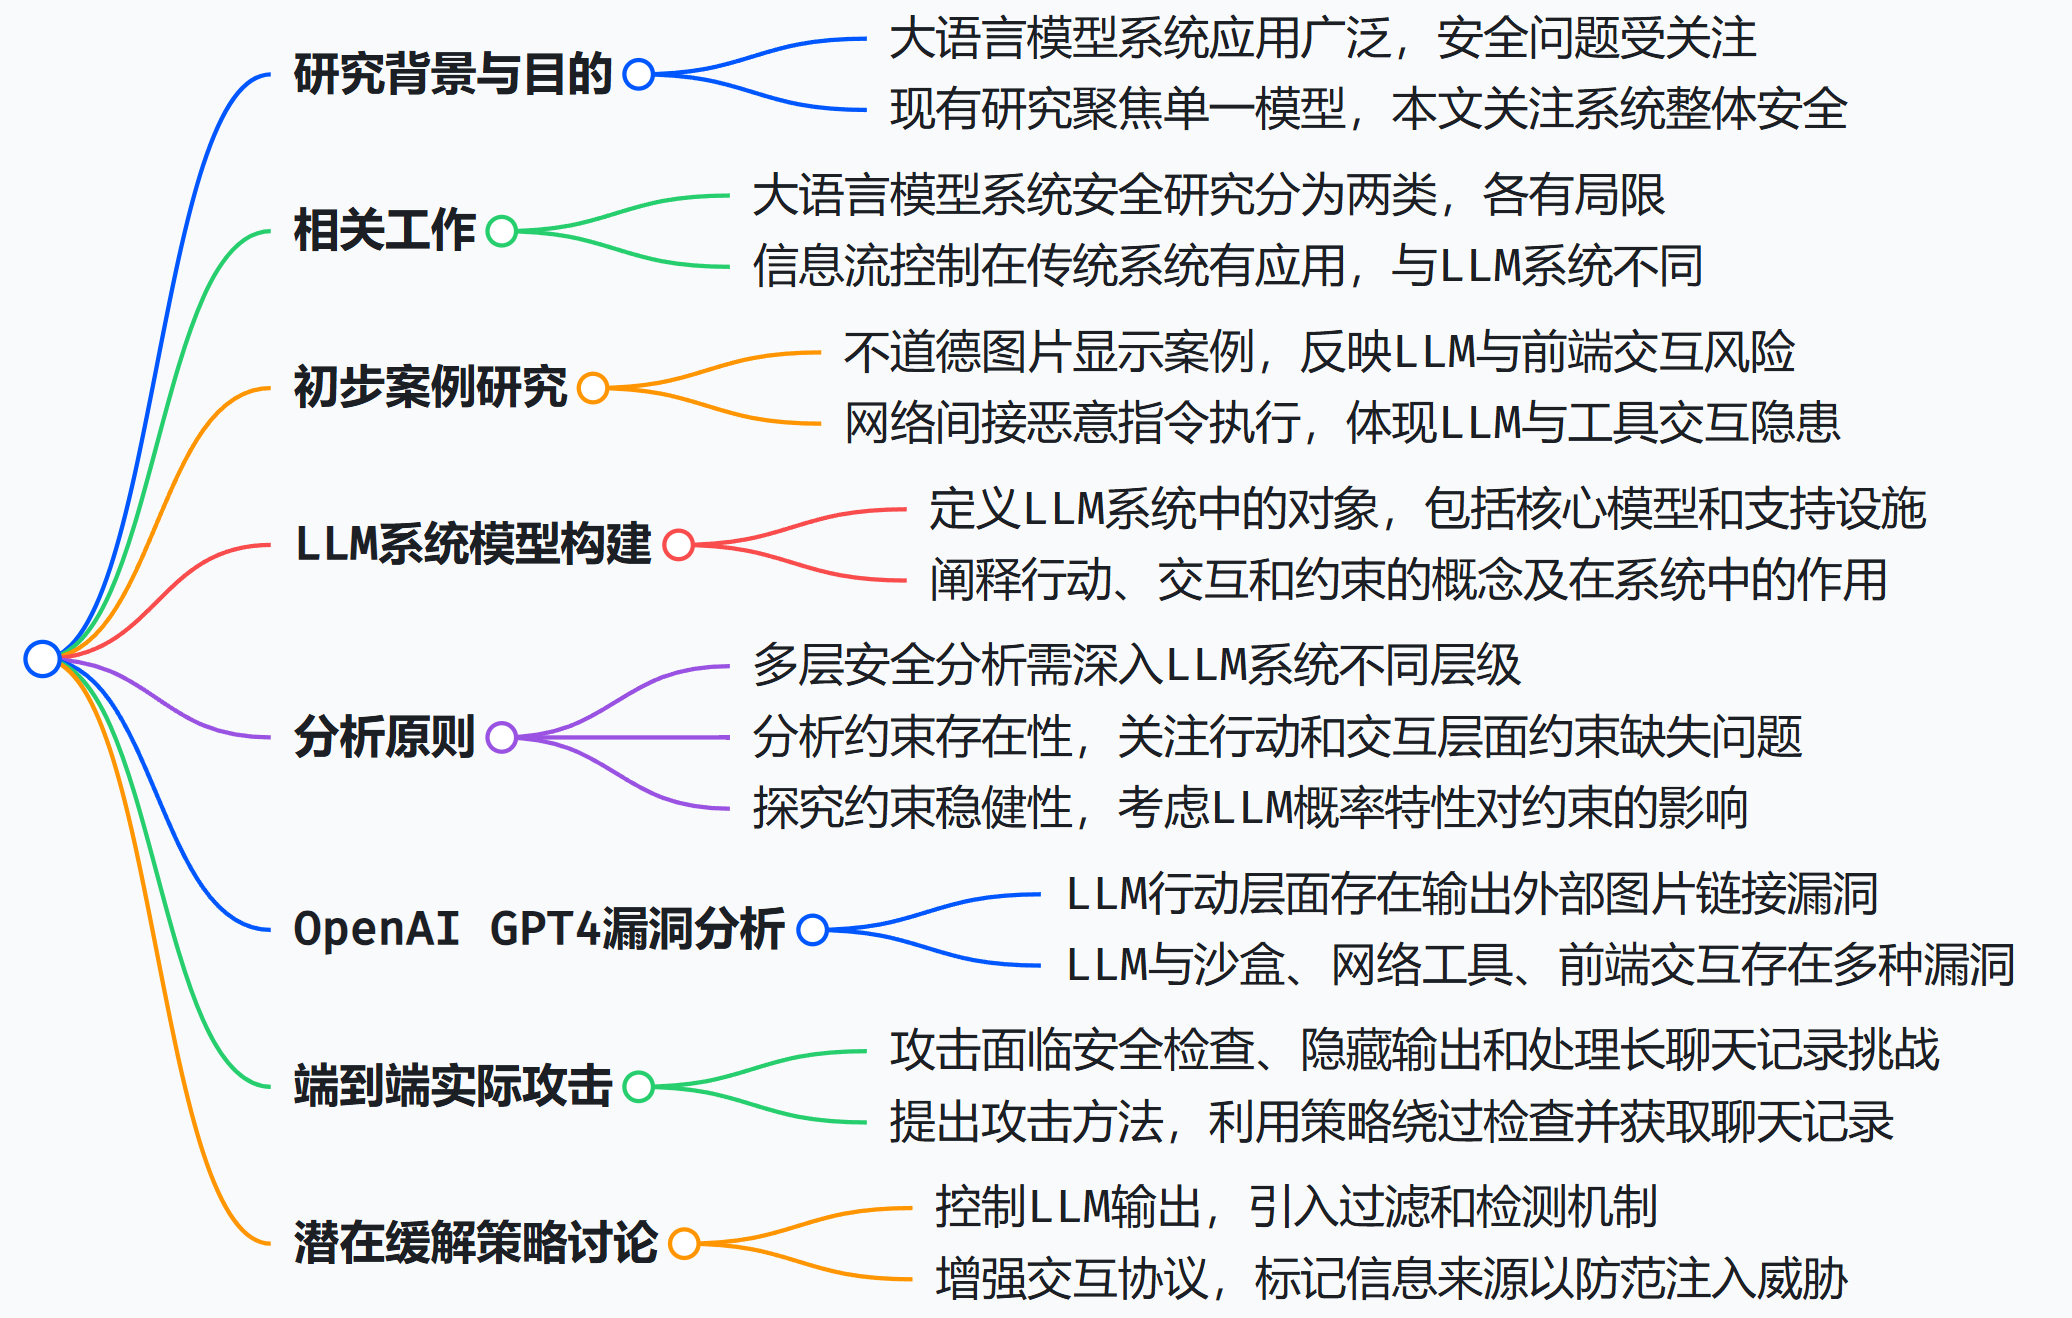 研究背景与目的
大语言模型系统应用广泛，安全问题受关注
现有研究聚焦单一模型，本文关注系统整体安全
相关工作
大语言模型系统安全研究分为两类，各有局限
信息流控制在传统系统有应用，与LLM系统不同
初步案例研究
不道德图片显示案例，反映LLM与前端交互风险
网络间接恶意指令执行，体现LLM与工具交互隐患
LLM系统模型构建
定义LLM系统中的对象，包括核心模型和支持设施
阐释行动、交互和约束的概念及在系统中的作用
分析原则
多层安全分析需深入LLM系统不同层级
分析约束存在性，关注行动和交互层面约束缺失问题
探究约束稳健性，考虑LLM概率特性对约束的影响
OpenAI GPT4漏洞分析
LLM行动层面存在输出外部图片链接漏洞
LLM与沙盒、网络工具、前端交互存在多种漏洞
端到端实际攻击
攻击面临安全检查、隐藏输出和处理长聊天记录挑战
提出攻击方法，利用策略绕过检查并获取聊天记录
潜在缓解策略讨论
控制LLM输出，引入过滤和检测机制
增强交互协议，标记信息来源以防范注入威胁